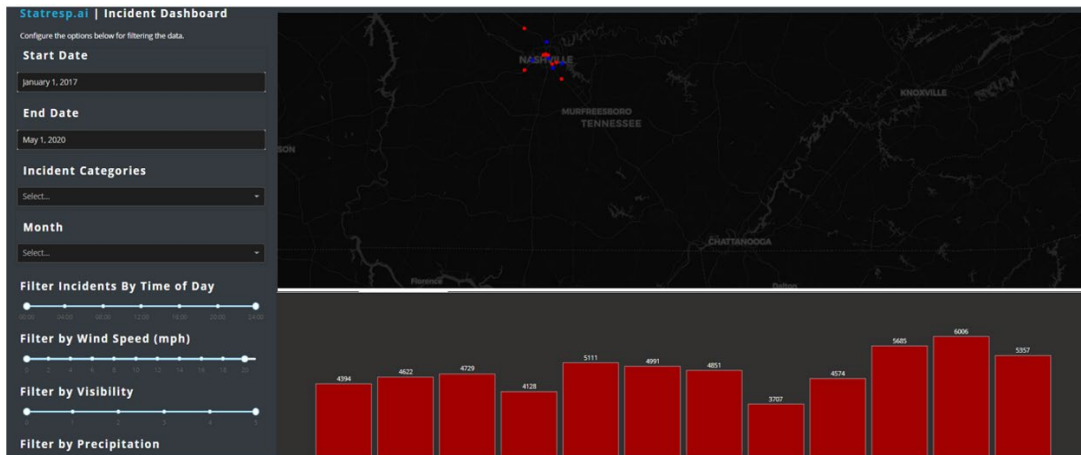 Statresp.ai | Incident Dashboard
Configure the options below for filtering the data.
Start Date
January 1, 2017
End Date
May 1, 2020
Incident Categories
Select...
Month
Select...
Filter Incidents By Time of Day
00:00 04:00 08:00 12:00 16:00 20:00 24:00
Filter by Wind Speed (mph)
0 2 4 6 8 10 12 14 16 18 20
Filter by Visibility
0 1 2 3 4 5
Filter by Precipitation
NASHVILLE
KNOXVILLE
MURFREESBORO
TENNESSEE
SON
CHATTANOOGA
Florence
Dalton
4394 4622 4729 4128 5111 4991 4851 3707 4574 5685 6006 5357